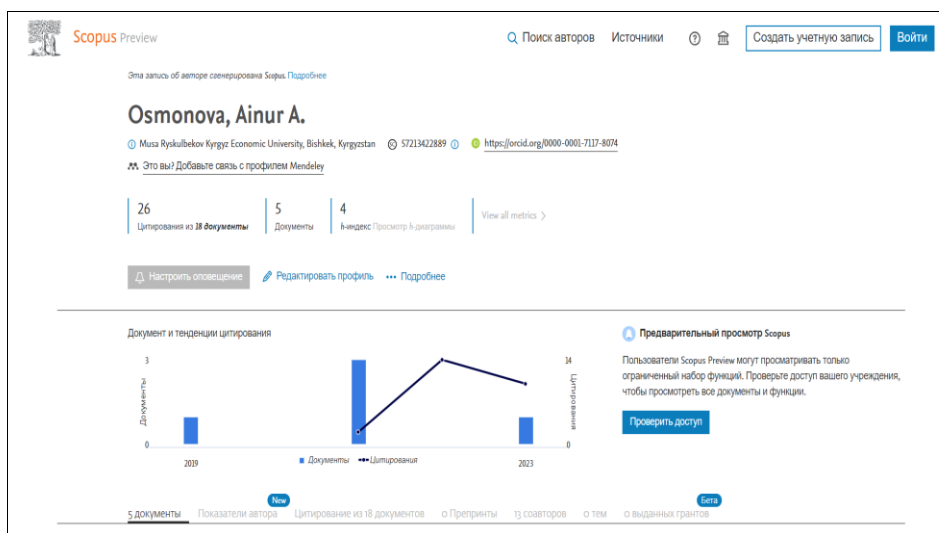 Scopus Preview
Поиск авторов Источники Создать учетную запись Войти
Эта запись об авторе сгенерирована Scopus. Подробнее
Osmonova, Ainur A.
Musa Ryskulbekov Kyrgyz Economic University, Bishkek, Kyrgyzstan 57213422889 https://orcid.org/0000-0001-7117-8074
Это вы? Добавьте связь с профилем Mendeley
26 5 4
Цитирования из 18 документы Документы h-индекс Просмотр h-диаграммы View all metrics >
Настроить оповещение Редактировать профиль Подробнее
Документ и тенденции цитирования
3
Документы
0
14
Цитирования
0
2019 2023
Документы Цитирования
Предварительный просмотр Scopus
Пользователи Scopus Preview могут просматривать только
ограниченный набор функций. Проверьте доступ вашего учреждения,
чтобы просмотреть все документы и функции.
Проверить доступ
New Бета
5 документы Показатели автора Цитирование из 18 документов 0 Препринты 13 соавторов 0 тем 0 выданных грантов